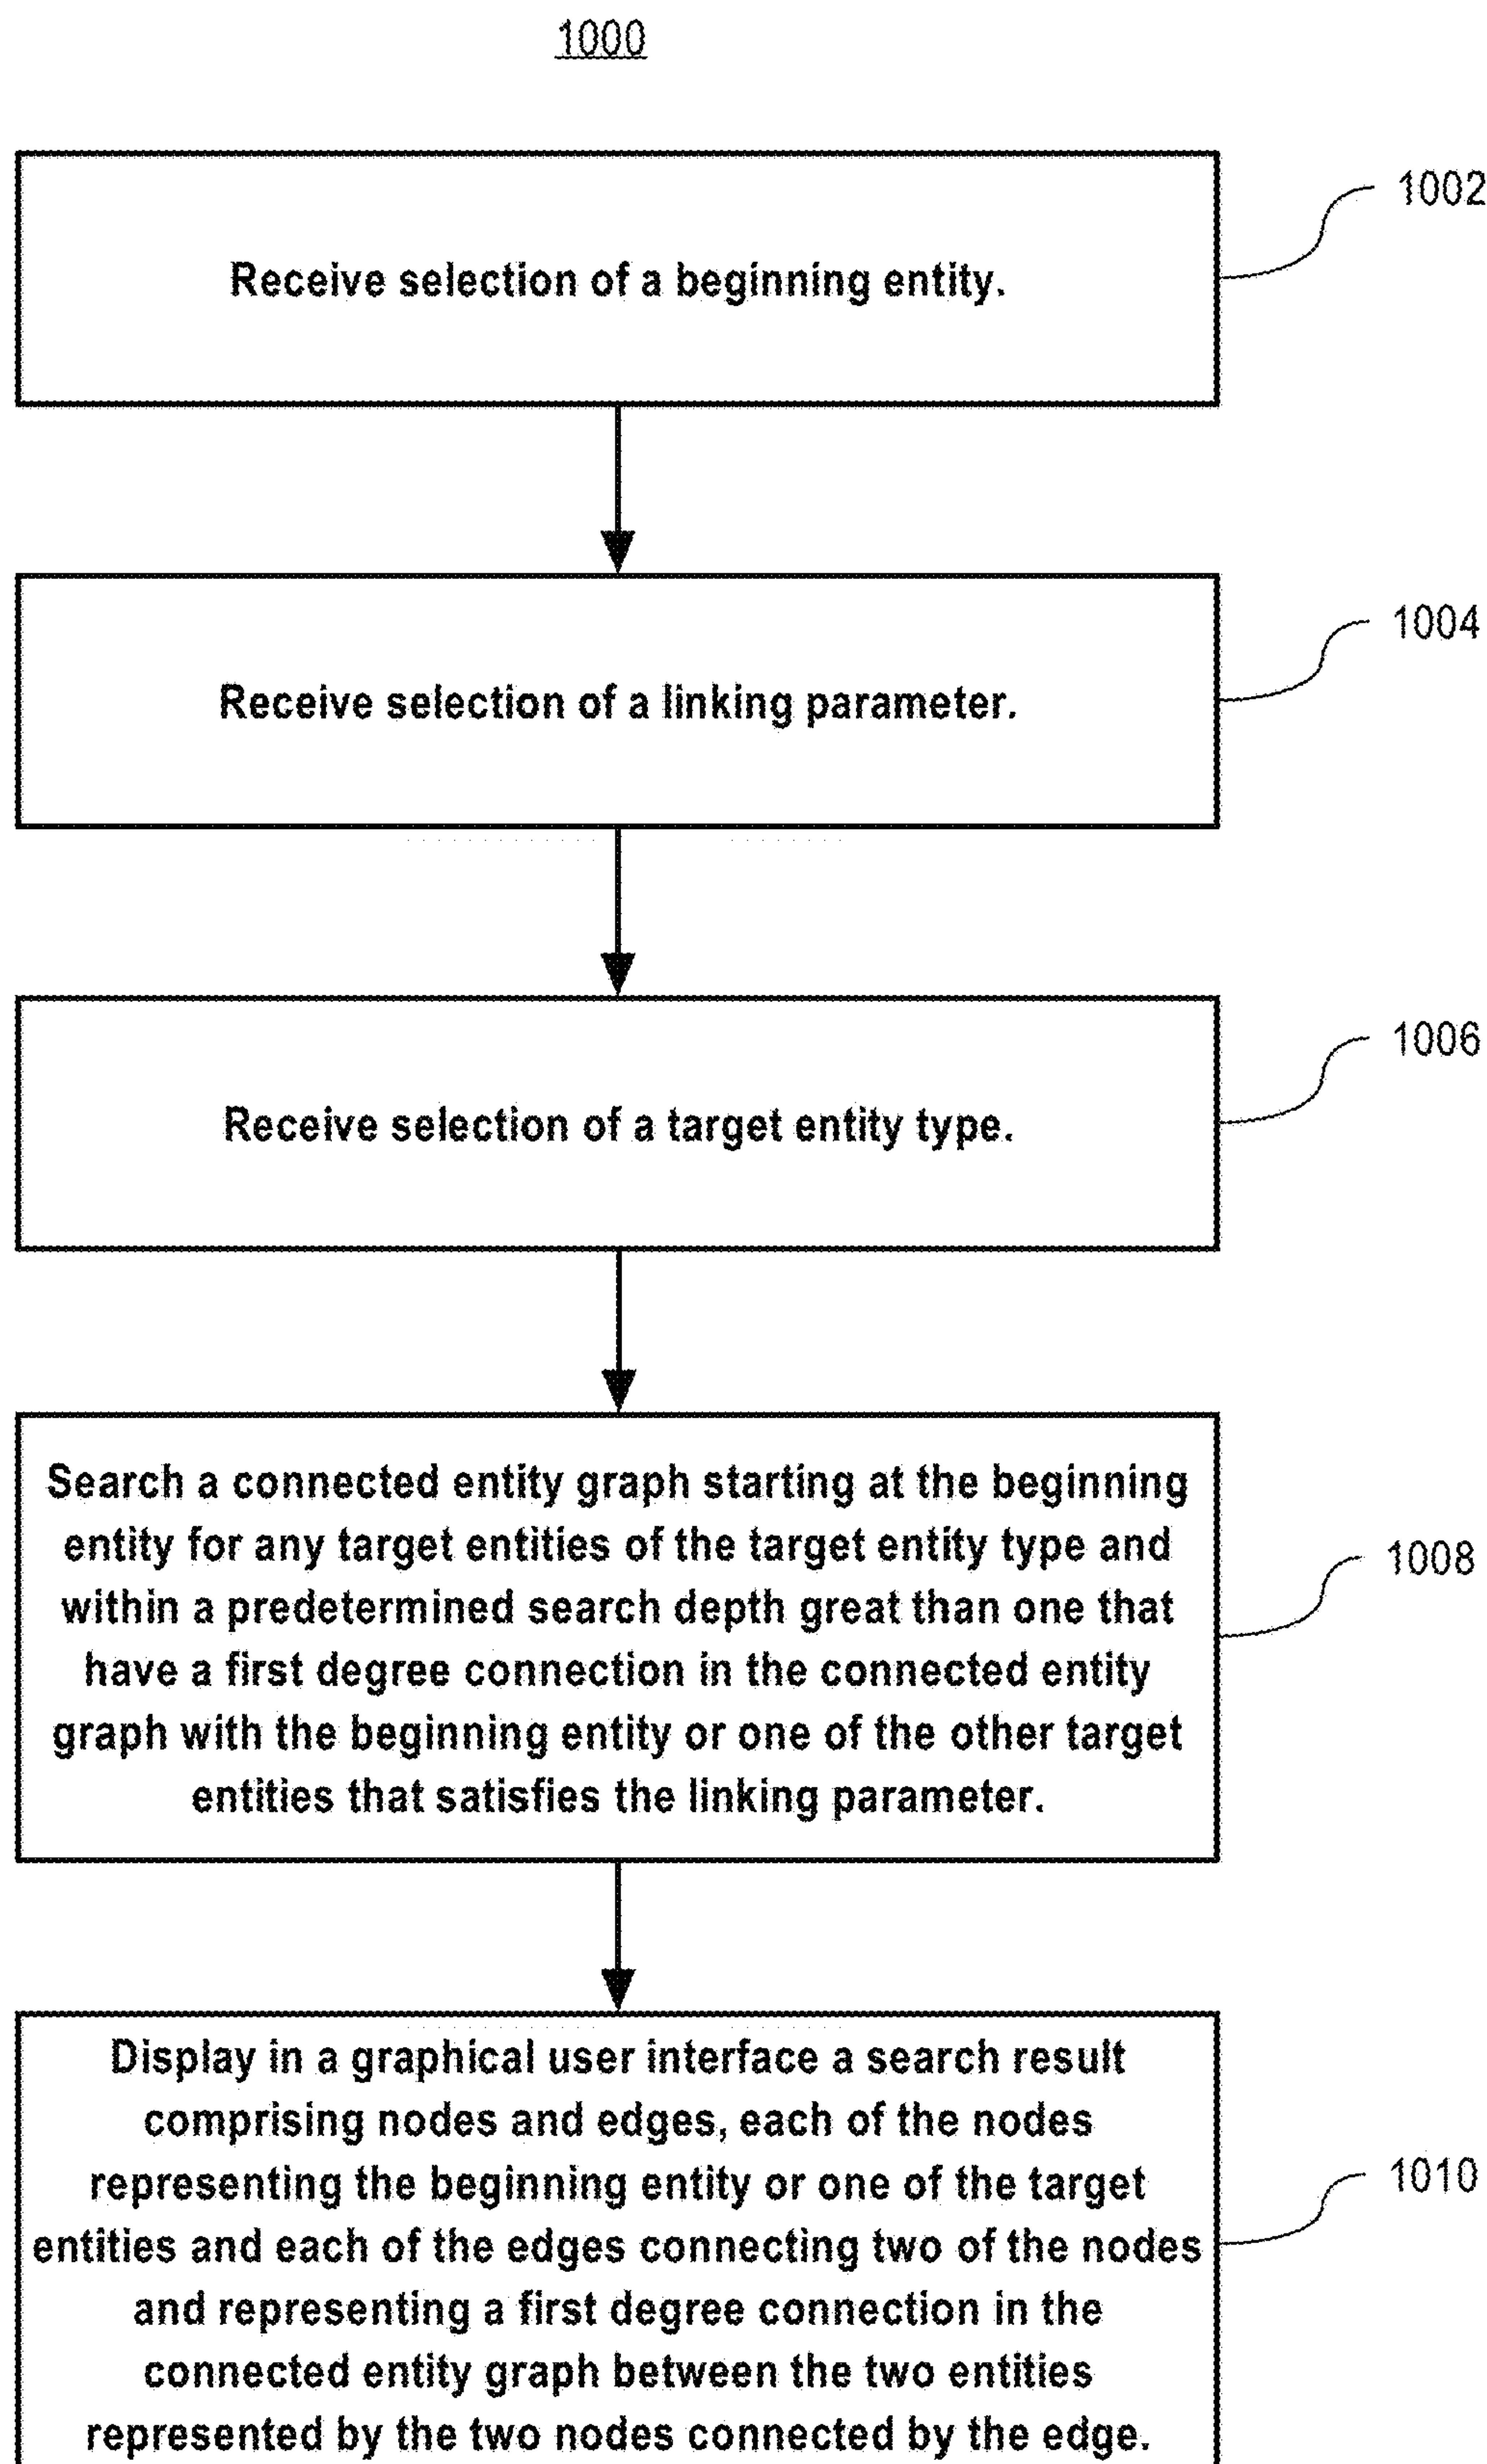 1000
Receive selection of a beginning entity.
1002
Receive selection of a linking parameter.
1004
Receive selection of a target entity type.
1006
Search a connected entity graph starting at the beginning
entity for any target entities of the target entity type and
within a predetermined search depth great than one that
have a first degree connection in the connected entity
graph with the beginning entity or one of the other target
entities that satisfies the linking parameter.
1008
Display in a graphical user interface a search result
comprising nodes and edges, each of the nodes
representing the beginning entity or one of the target
entities and each of the edges connecting two of the nodes
and representing a first degree connection in the
connected entity graph between the two entities
represented by the two nodes connected by the edge.
1010